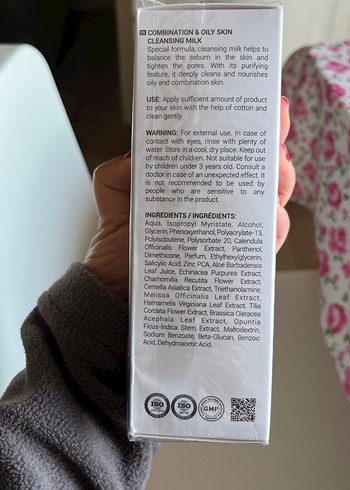 EN COMBINATION & OILY SKIN
CLEANSING MILK
Special formula, cleansing milk helps to
balance the sebum in the skin and
tighten the pores. With its purifying
feature, it deeply cleans and nourishes
oily and combination skin.
USE: Apply sufficient amount of product
to your skin with the help of cotton and
clean gently.
WARNING: For external use. In case of
contact with eyes, rinse with plenty of
water. Store in a cool, dry place. Keep out
of reach of children. Not suitable for use
by children under 3 years old. Consult a
doctor in case of an unexpected effect. It
is not recommended to be used by
people who are sensitive to any
substance in the product.
INGREDIENTS / INGRÉDIENTS:
Aqua, Isopropyl Myristate, Alcohol,
Glycerin, Phenoxyethanol, Polyacrylate-13,
Polyisobutene, Polysorbate 20, Calendula
Officinalis Flower Extract, Panthenol,
Dimethicone, Parfum, Ethylhexylglycerin,
Salicylic Acid, Zinc PCA, Aloe Barbadensis
Leaf Juice, Echinacea Purpurea Extract,
Chamomilla Recutita Flower Extract,
Centella Asiatica Extract, Triethanolamine,
Melissa Officinalis Leaf Extract,
Hamamelis Virginiana Leaf Extract, Tilia
Cordata Flower Extract, Brassica Oleracea
Acephala Leaf Extract, Opuntia
Ficus-Indica Stem Extract, Maltodextrin,
Sodium Benzoate, Beta-Glucan, Benzoic
Acid, Dehydroacetic Acid.
ISO ISO GMP